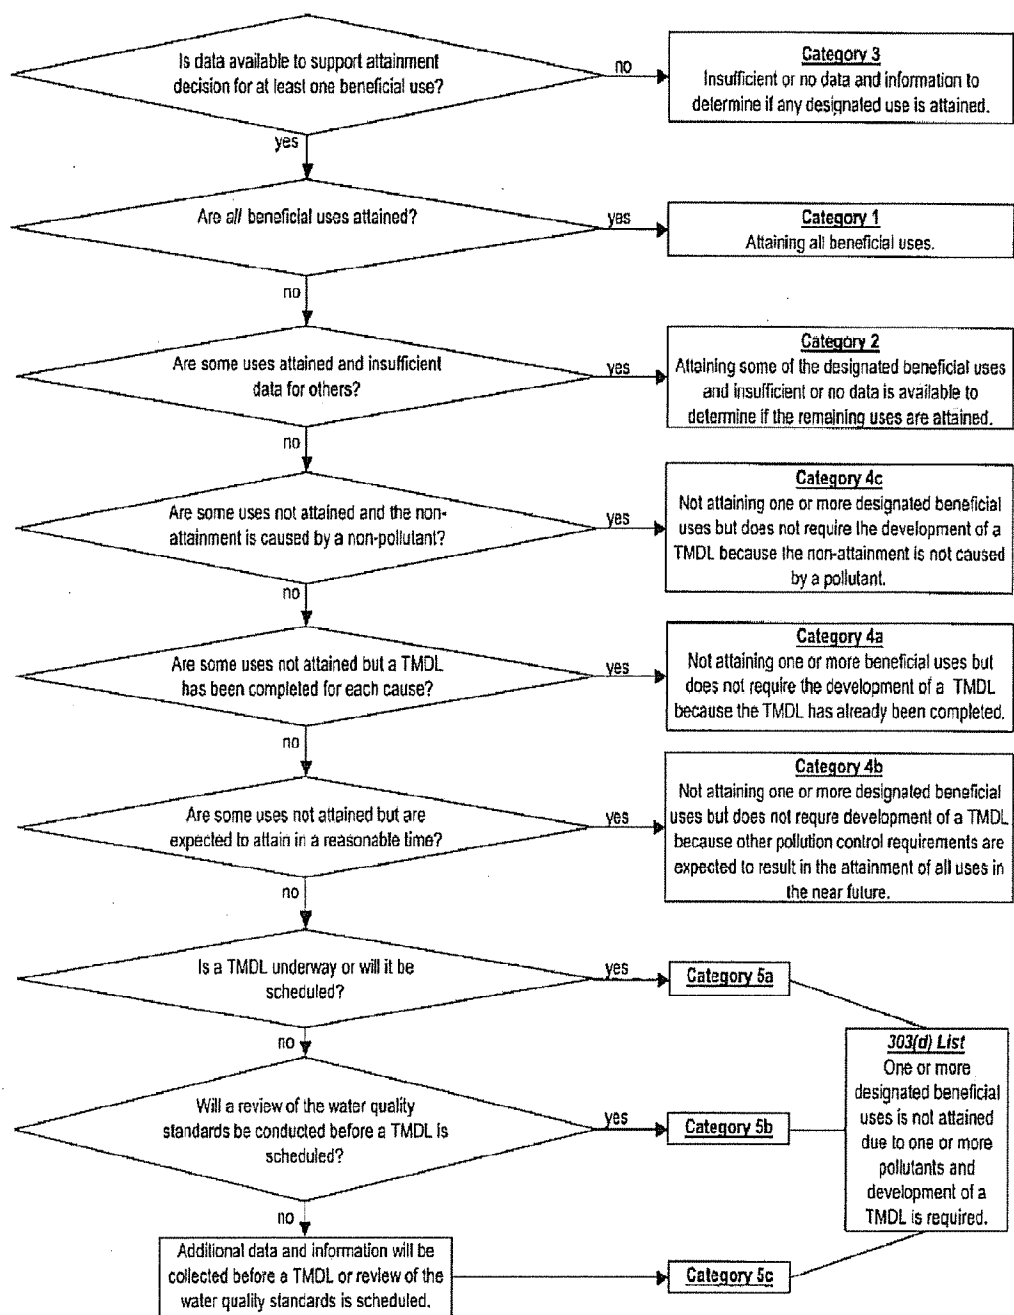 Is data available to support attainment
decision for at least one beneficial use?
no
Category 3
Insufficient or no data and information to
determine if any designated use is attained.
yes
Are all beneficial uses attained?
yes
Category 1
Attaining all beneficial uses.
no
Are some uses attained and insufficient
data for others?
yes
Category 2
Attaining some of the designated beneficial uses
and insufficient or no data is available to
determine if the remaining uses are attained.
no
Are some uses not attained and the non-
attainment is caused by a non-pollutant?
yes
Category 4c
Not attaining one or more designated beneficial
uses but does not require the development of a
TMDL because the non-attainment is not caused
by a pollutant.
no
Are some uses not attained but a TMDL
has been completed for each cause?
yes
Category 4a
Not attaining one or more beneficial uses but
does not require the development of a TMDL
because the TMDL has already been completed.
no
Are some uses not attained but are
expected to attain in a reasonable time?
yes
Category 4b
Not attaining one or more designated beneficial
uses but does not requre development of a TMDL
because other pollution control requirements are
expected to result in the attainment of all uses in
the near future.
no
Is a TMDL underway or will it be
scheduled?
yes
Category 5a
no
Will a review of the water quality
standards be conducted before a TMDL is
scheduled?
yes
Category 5b
303(d) List
One or more
designated beneficial
uses is not attained
due to one or more
pollutants and
development of a
TMDL is required.
no
Additional data and information will be
collected before a TMDL or review of the
water quality standards is scheduled.
Category 5c